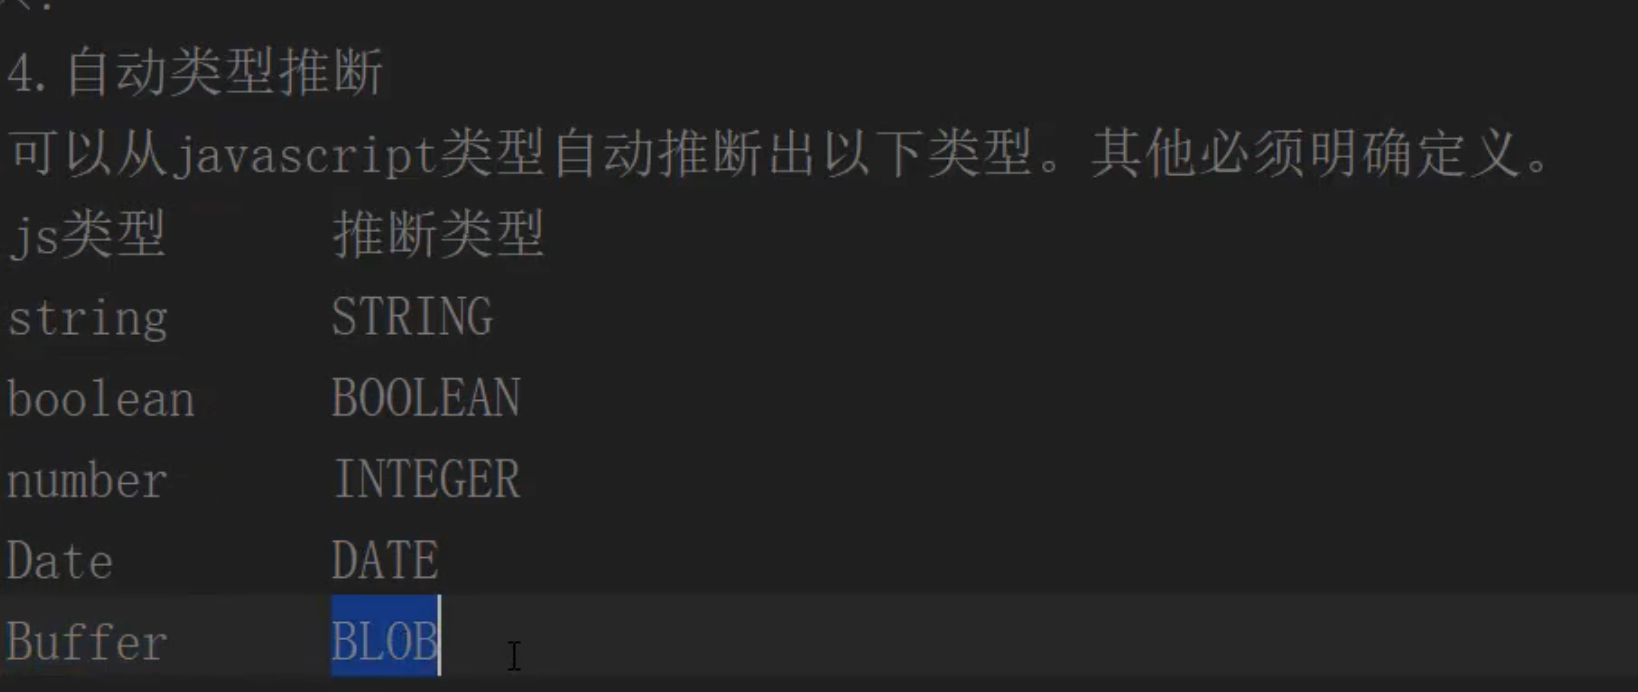 4.自动类型推断
可以从javascript类型自动推断出以下类型。其他必须明确定义。
js类型 推断类型
string STRING
boolean BOOLEAN
number INTEGER
Date DATE
Buffer BLOB